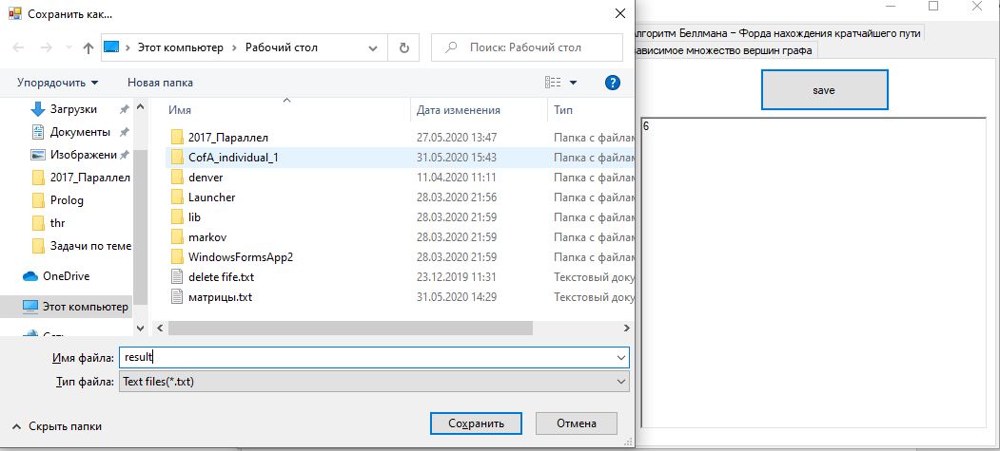 Сохранить как...
Этот компьютер › Рабочий стол
Поиск: Рабочий стол
Упорядочить
Новая папка
Загрузки
Документы
Изображени
2017_Параллел
Prolog
thr
Задачи по теме
OneDrive
Этот компьютер
Сеть
Имя
Дата изменения
Тип
2017_Параллел 27.05.2020 13:47 Папка с файлам
CofA_individual_1 31.05.2020 15:43 Папка с файлам
denver 11.04.2020 11:11 Папка с файлам
Launcher 28.03.2020 21:56 Папка с файлам
lib 28.03.2020 21:59 Папка с файлам
markov 28.03.2020 21:59 Папка с файлам
WindowsFormsApp2 28.03.2020 21:59 Папка с файлам
delete fife.txt 23.12.2019 11:31 Текстовый доку
матрицы.txt 31.05.2020 14:29 Текстовый доку
Имя файла: result
Тип файла: Text files(*.txt)
Скрыть папки
Сохранить
Отмена
Алгоритм Беллмана – Форда нахождения кратчайшего пути
ависимое множество вершин графа
save
6